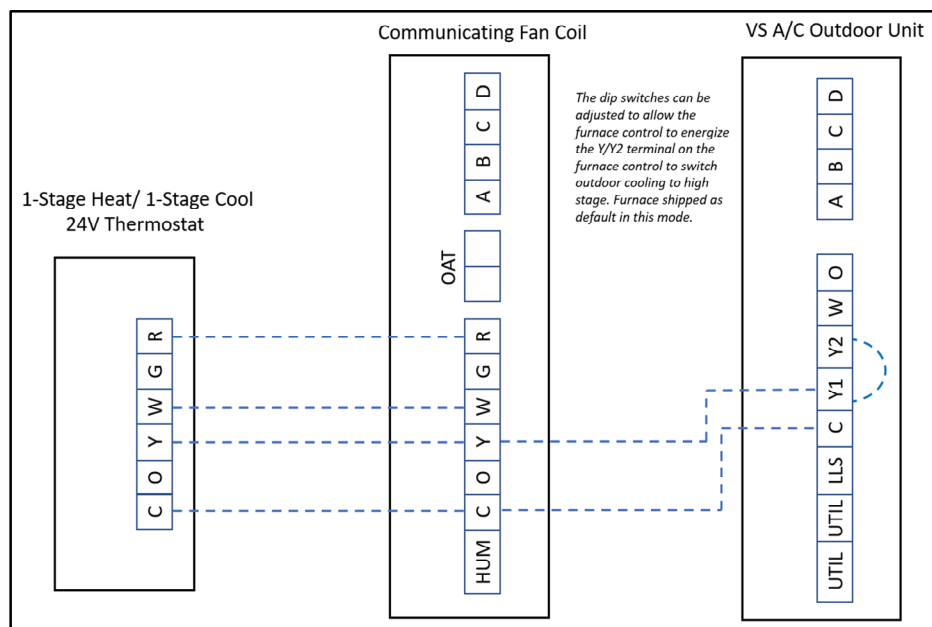 Communicating Fan Coil
VS A/C Outdoor Unit
1-Stage Heat/ 1-Stage Cool
24V Thermostat
R
G
W
Y
O
C
D
C
B
A
OAT
R
G
W
Y
O
C
HUM
The dip switches can be
adjusted to allow the
furnace control to energize
the Y/Y2 terminal on the
furnace control to switch
outdoor cooling to high
stage. Furnace shipped as
default in this mode.
D
C
B
A
O
W
Y2
Y1
C
LLS
UTIL
UTIL